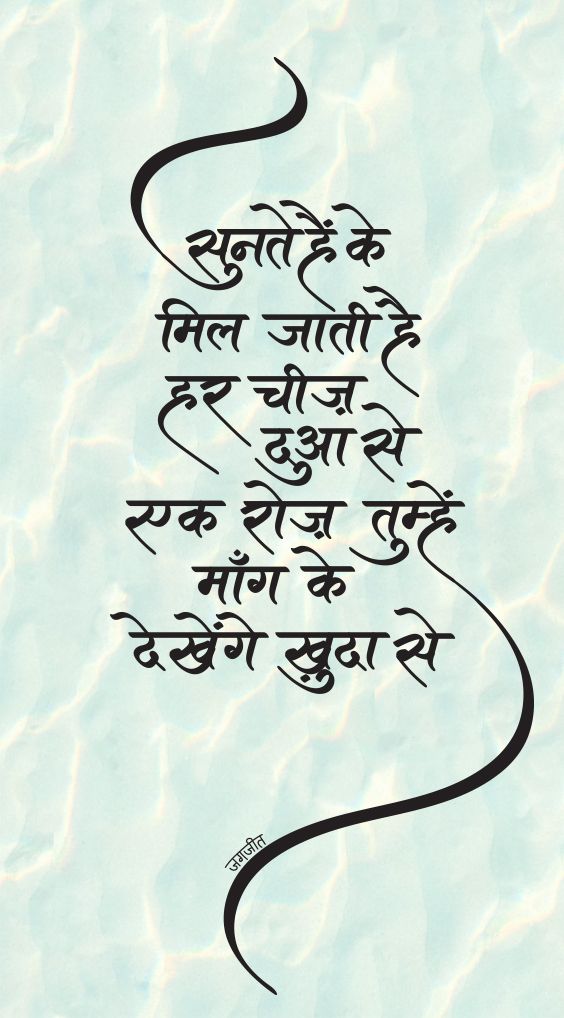 सुनते हैं के
मिल जाती है
हर चीज़
दुआ से
एक रोज़ तुम्हें
माँग के
देखेंगे ख़ुदा से
जगजीत